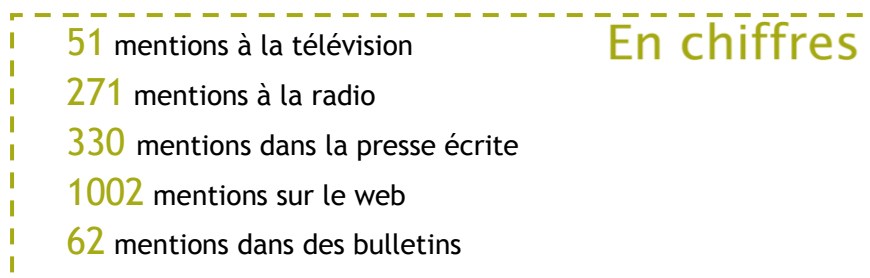 En chiffres
51 mentions à la télévision
271 mentions à la radio
330 mentions dans la presse écrite
1002 mentions sur le web
62 mentions dans des bulletins